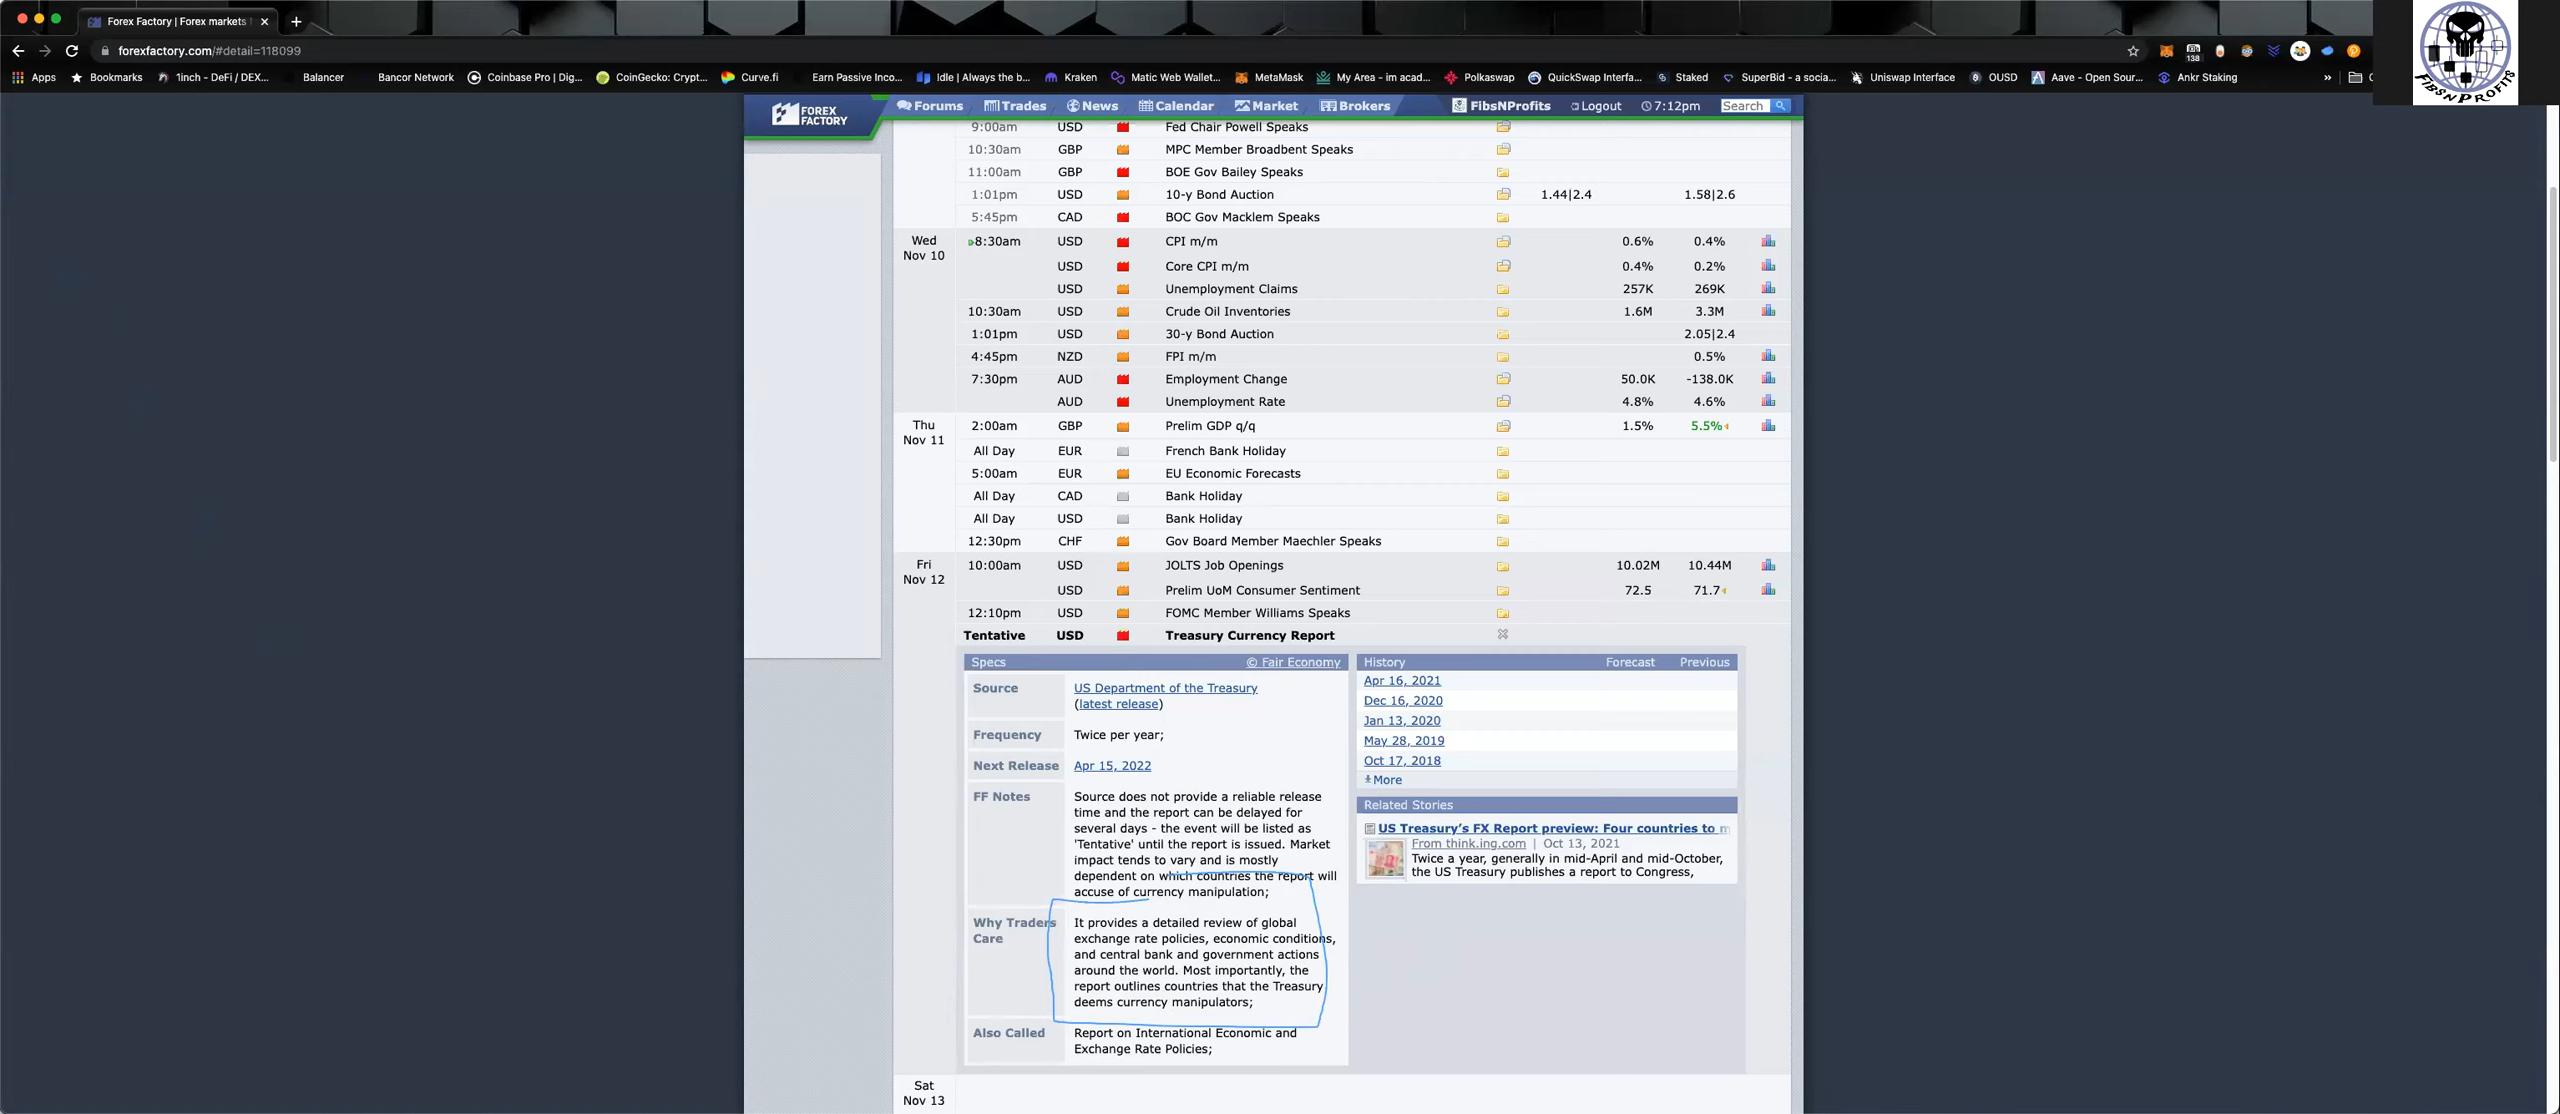 Forex Factory | Forex markets
forexfactory.com/#detail=118099
138
Apps Bookmarks 1inch - DeFi / DEX... Balancer Bancor Network Coinbase Pro | Dig... CoinGecko: Crypt... Curve.fi Earn Passive Inco... Idle | Always the b... Kraken Matic Web Wallet... MetaMask My Area - im acad... Polkaswap QuickSwap Interfa... Staked SuperBid - a socia... Uniswap Interface OUSD Aave - Open Sour... Ankr Staking »
FIBSNPROFITS
FOREX FACTORY Forums Trades News Calendar Market Brokers FibsNProfits Logout 7:12pm Search
9:00am USD Fed Chair Powell Speaks
10:30am GBP MPC Member Broadbent Speaks
11:00am GBP BOE Gov Bailey Speaks
1:01pm USD 10-y Bond Auction 1.44|2.4 1.58|2.6
5:45pm CAD BOC Gov Macklem Speaks
Wed Nov 10 8:30am USD CPI m/m 0.6% 0.4%
USD Core CPI m/m 0.4% 0.2%
USD Unemployment Claims 257K 269K
10:30am USD Crude Oil Inventories 1.6M 3.3M
1:01pm USD 30-y Bond Auction 2.05|2.4
4:45pm NZD FPI m/m 0.5%
7:30pm AUD Employment Change 50.0K -138.0K
AUD Unemployment Rate 4.8% 4.6%
Thu Nov 11 2:00am GBP Prelim GDP q/q 1.5% 5.5%
All Day EUR French Bank Holiday
5:00am EUR EU Economic Forecasts
All Day CAD Bank Holiday
All Day USD Bank Holiday
12:30pm CHF Gov Board Member Maechler Speaks
Fri Nov 12 10:00am USD JOLTS Job Openings 10.02M 10.44M
USD Prelim UoM Consumer Sentiment 72.5 71.7
12:10pm USD FOMC Member Williams Speaks
Tentative USD Treasury Currency Report
Specs © Fair Economy
Source US Department of the Treasury
(latest release)
Frequency Twice per year;
Next Release Apr 15, 2022
FF Notes Source does not provide a reliable release
time and the report can be delayed for
several days - the event will be listed as
'Tentative' until the report is issued. Market
impact tends to vary and is mostly
dependent on which countries the report will
accuse of currency manipulation;
Why Traders Care It provides a detailed review of global
exchange rate policies, economic conditions,
and central bank and government actions
around the world. Most importantly, the
report outlines countries that the Treasury
deems currency manipulators;
Also Called Report on International Economic and
Exchange Rate Policies;
History Forecast Previous
Apr 16, 2021
Dec 16, 2020
Jan 13, 2020
May 28, 2019
Oct 17, 2018
More
Related Stories
US Treasury's FX Report preview: Four countries to
From think.ing.com | Oct 13, 2021
Twice a year, generally in mid-April and mid-October,
the US Treasury publishes a report to Congress,
Sat
Nov 13